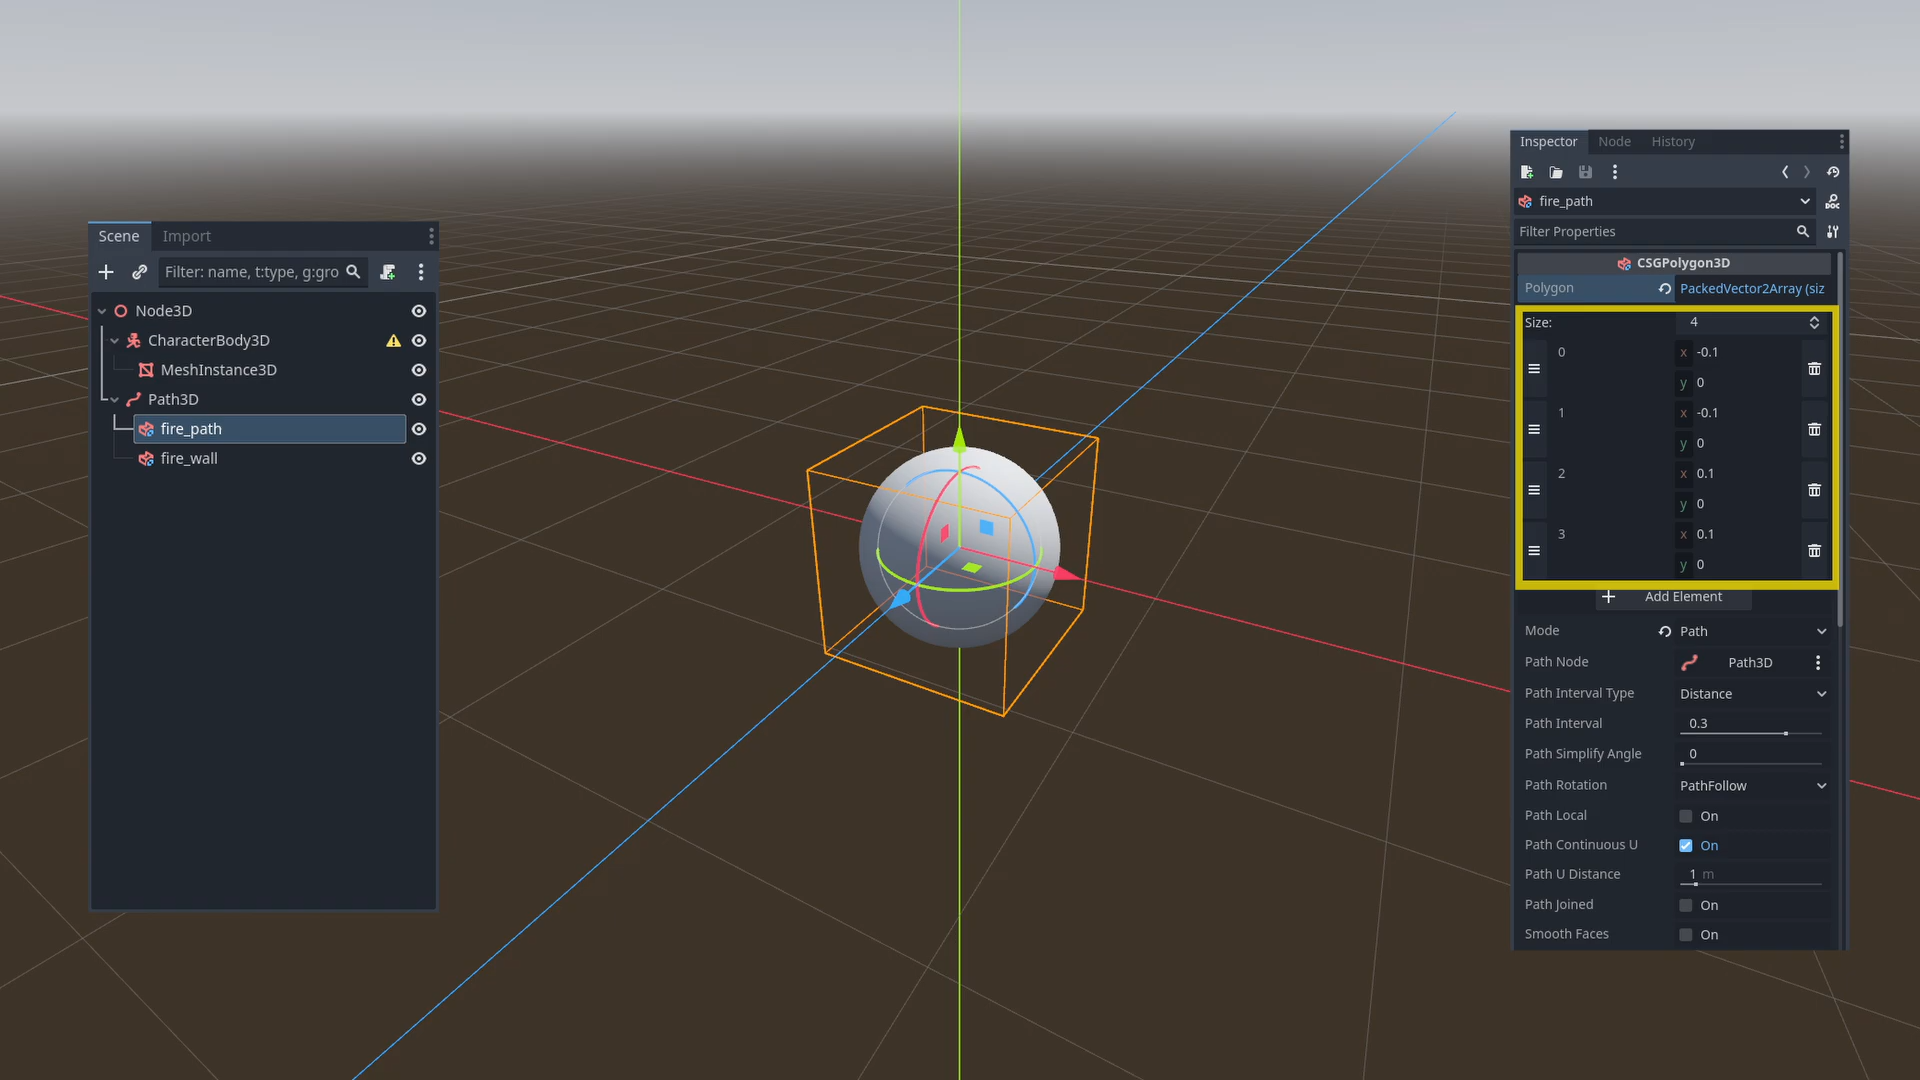 Scene Import
Filter: name, t:type, g:gro
Node3D
CharacterBody3D
MeshInstance3D
Path3D
fire_path
fire_wall
Inspector Node History
fire_path
DOC
Filter Properties
CSGPolygon3D
Polygon PackedVector2Array (siz
Size: 4
0 x -0.1
y 0
1 x -0.1
y 0
2 x 0.1
y 0
3 x 0.1
y 0
Add Element
Mode Path
Path Node Path3D
Path Interval Type Distance
Path Interval 0.3
Path Simplify Angle 0
Path Rotation PathFollow
Path Local On
Path Continuous U On
Path U Distance 1 m
Path Joined On
Smooth Faces On